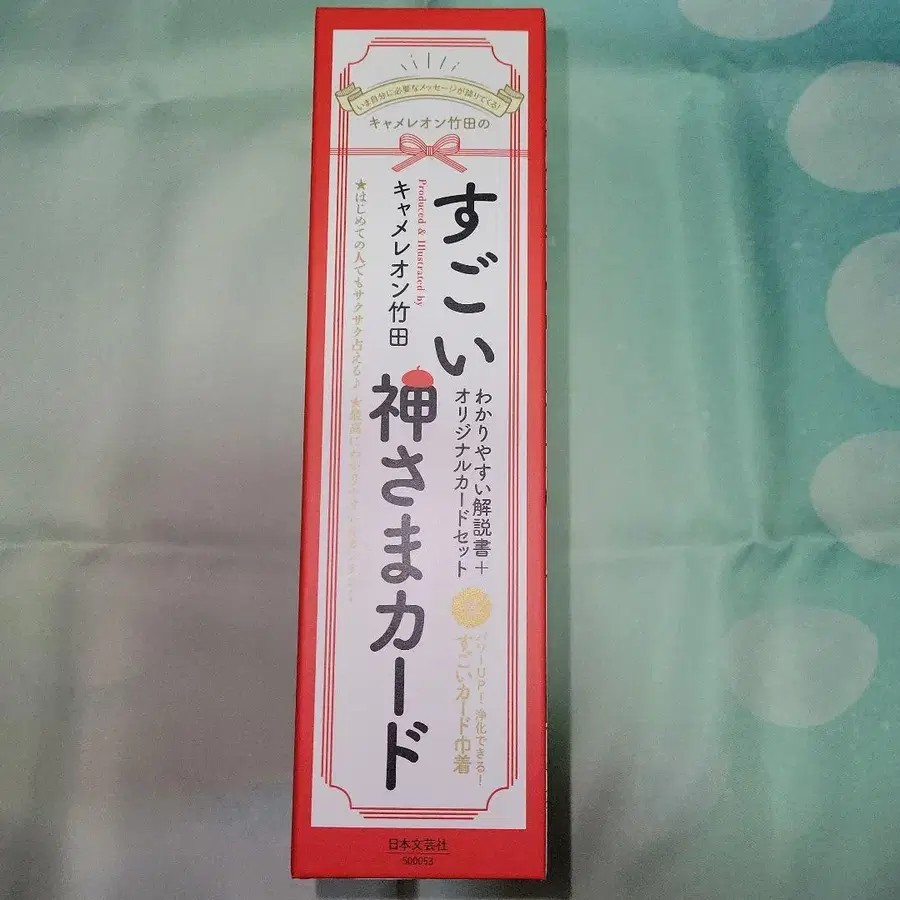 いま自分に必要なメッセージが降りてくる!
キャメレオン竹田の
すごい
神さまカード
Produced & Illustrated by
キャメレオン竹田
★はじめての人でもサクサク占える♪
わかりやすい解説書+
オリジナルカードセット
パワーUP! 浄化できる!
すごいカード巾着
日本文芸社
500053